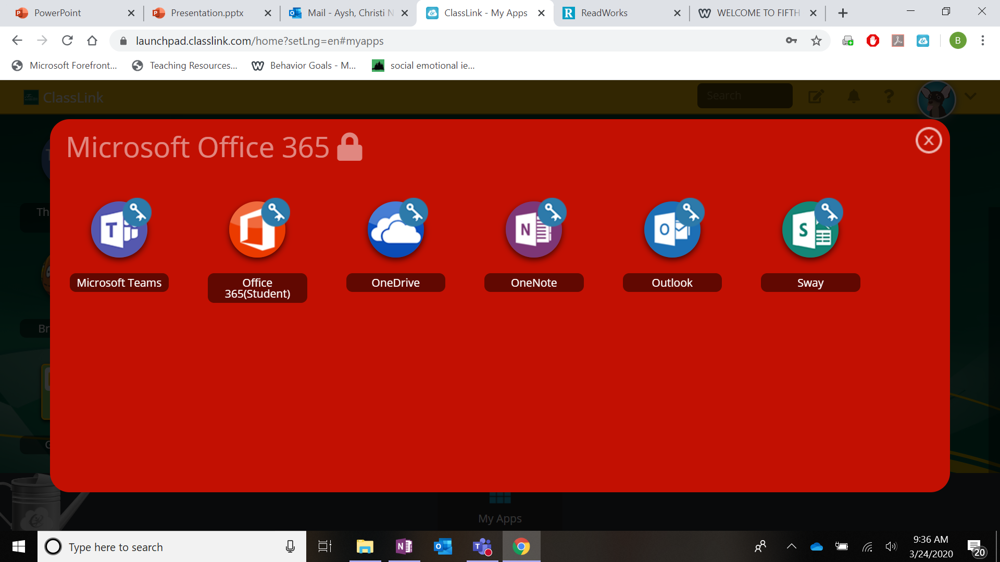 PowerPoint
Presentation.pptx
Mail - Aysh, Christi N
ClassLink - My Apps
ReadWorks
WELCOME TO FIFTH
launchpad.classlink.com/home?setLng=en#myapps
B
Microsoft Forefront...
Teaching Resources...
Behavior Goals - M...
social emotional ie...
ClassLink
Search
Microsoft Office 365
Th
Microsoft Teams
Office
365(Student)
OneDrive
OneNote
Outlook
Sway
Br
G
My Apps
Type here to search
9:36 AM
3/24/2020
20